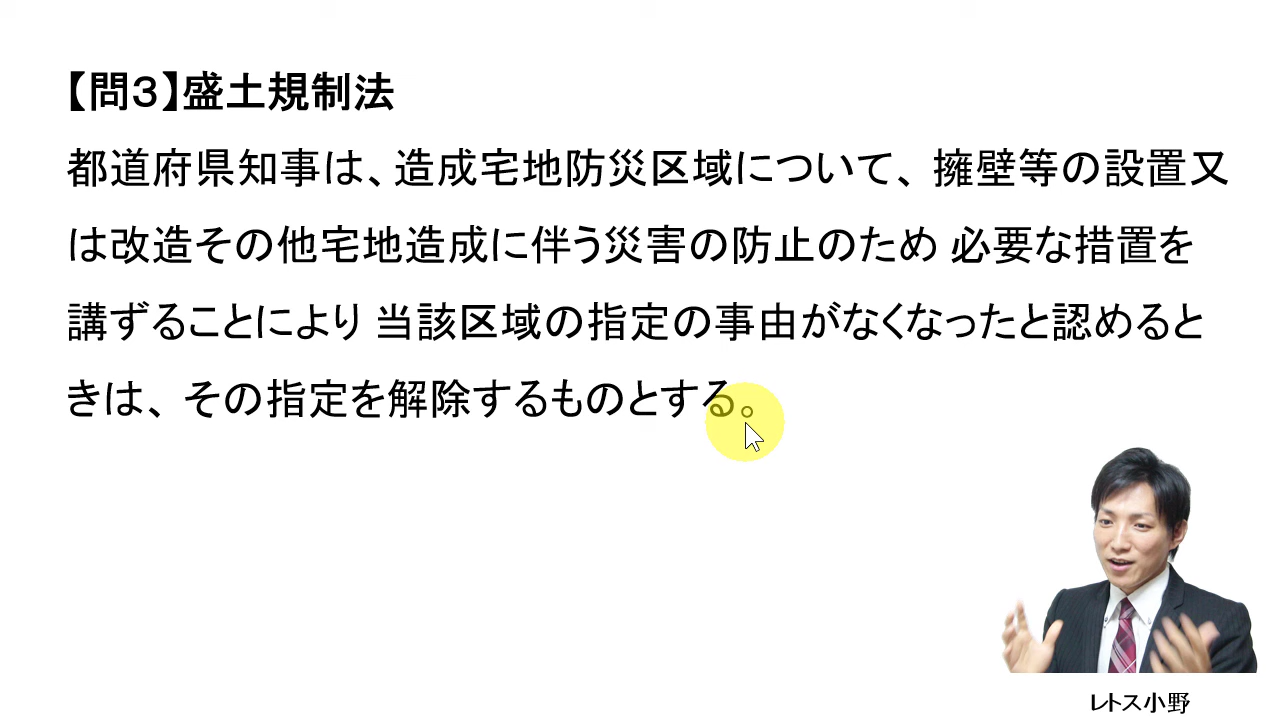 【問３】盛土規制法
都道府県知事は、造成宅地防災区域について、擁壁等の設置又
は改造その他宅地造成に伴う災害の防止のため 必要な措置を
講ずることにより 当該区域の指定の事由がなくなったと認めると
きは、その指定を解除するものとする。
レトス小野